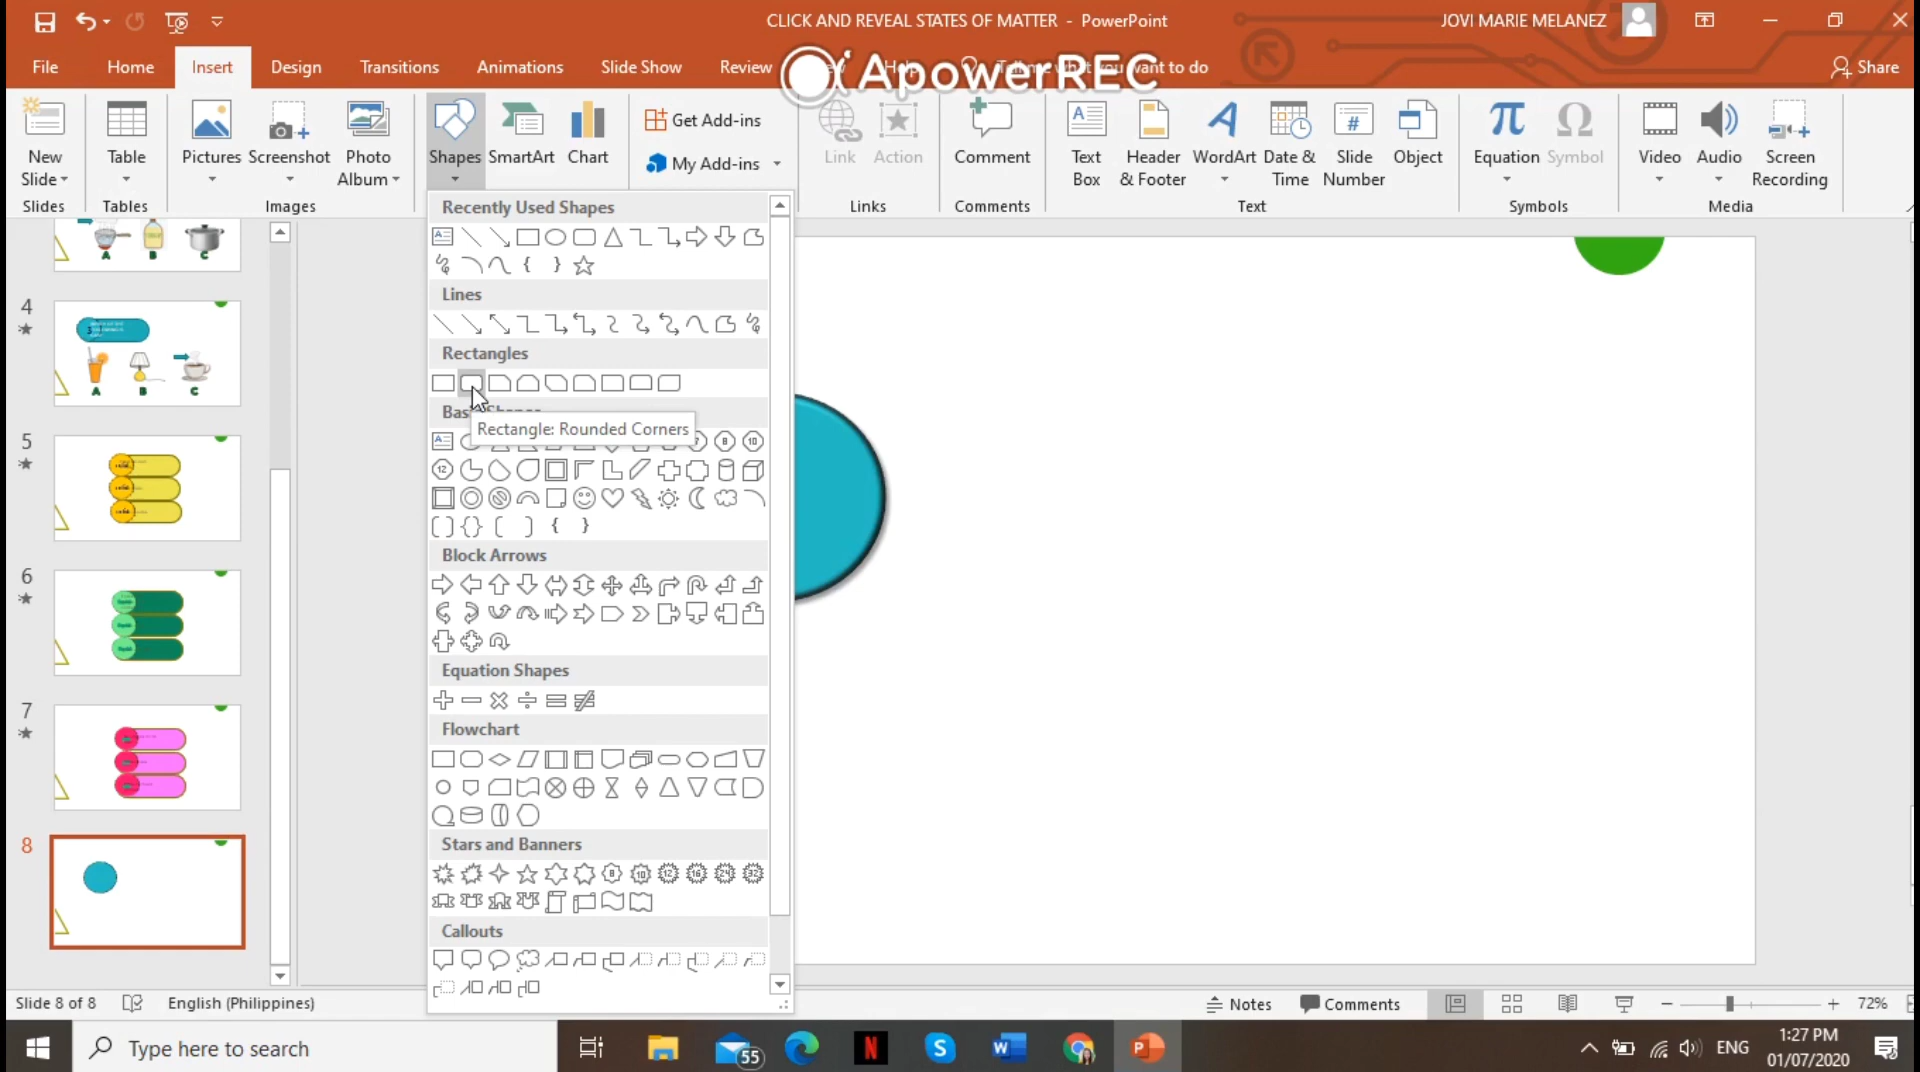 CLICK AND REVEAL STATES OF MATTER - PowerPoint
JOVI MARIE MELANEZ
File Home Insert Design Transitions Animations Slide Show Review Help Tell me what you want to do Share
ApowerREC
New Slide
Table
Pictures
Screenshot
Photo Album
Shapes
SmartArt
Chart
Get Add-ins
My Add-ins
Link
Action
Comment
Text Box
Header & Footer
WordArt
Date & Time
Slide Number
Object
Equation
Symbol
Video
Audio
Screen Recording
Slides
Tables
Images
Links
Comments
Text
Symbols
Media
Recently Used Shapes
Lines
Rectangles
Rectangle: Rounded Corners
Block Arrows
Equation Shapes
Flowchart
Stars and Banners
Callouts
A B C
4
A B C
5
6
7
8
Slide 8 of 8
English (Philippines)
Notes
Comments
72%
Type here to search
55
ENG
1:27 PM
01/07/2020